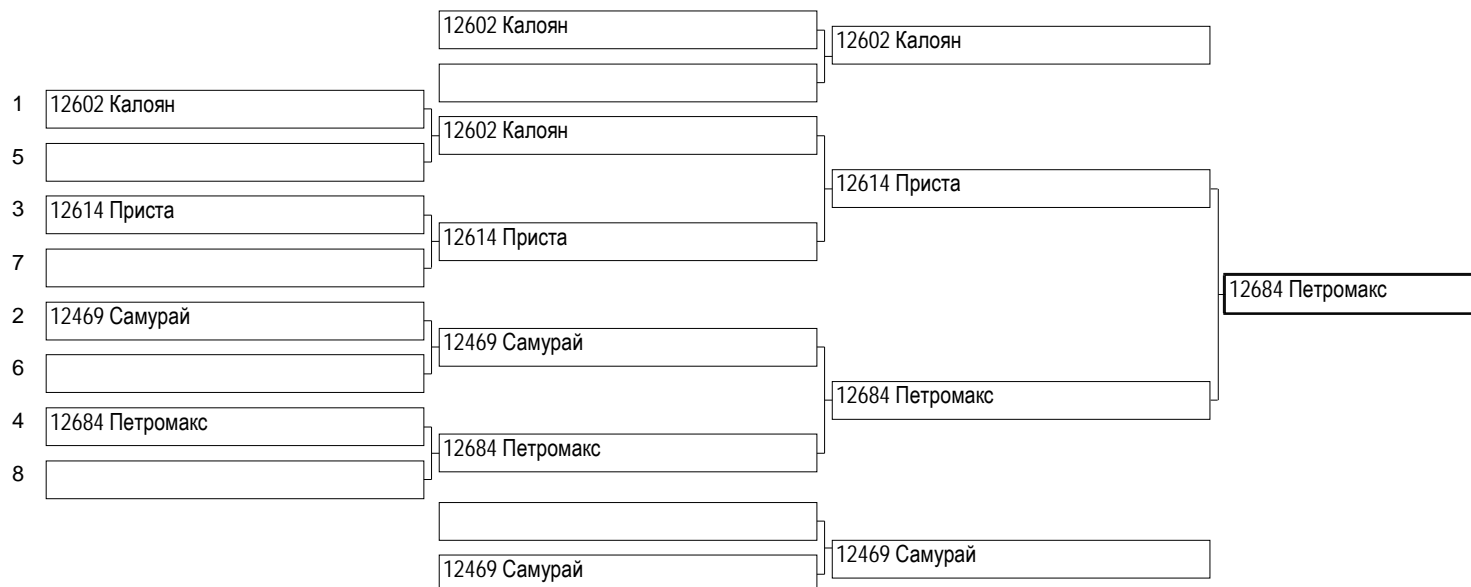 12602 Калоян
12602 Калоян
1 12602 Калоян
12602 Калоян
5
12614 Приста
3 12614 Приста
12614 Приста
7
12684 Петромакс
2 12469 Самурай
12469 Самурай
6
12684 Петромакс
4 12684 Петромакс
12684 Петромакс
8
12469 Самурай
12469 Самурай